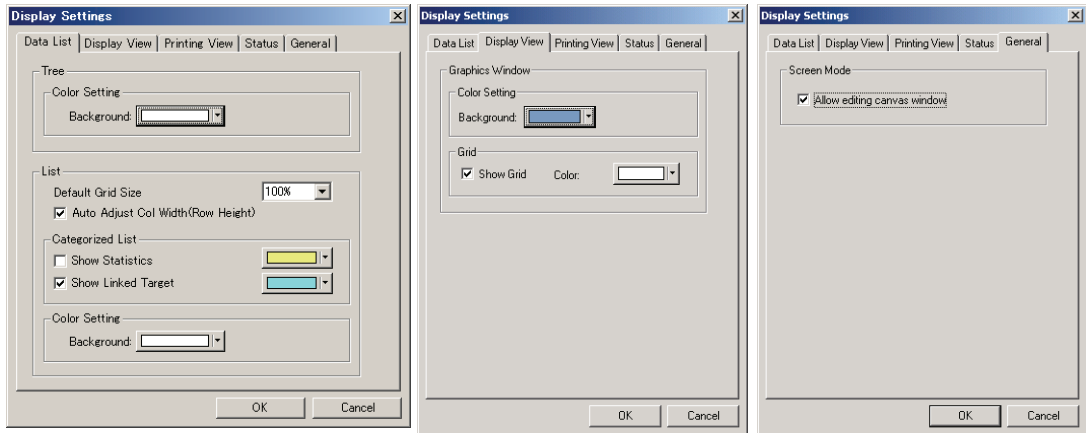 Display Settings
Data List Display View Printing View Status General
Tree
Color Setting
Background:
List
Default Grid Size 100%
Auto Adjust Col Width(Row Height)
Categorized List
Show Statistics
Show Linked Target
Color Setting
Background:
OK Cancel
Display Settings
Data List Display View Printing View Status General
Graphics Window
Color Setting
Background:
Grid
Show Grid Color:
OK Cancel
Display Settings
Data List Display View Printing View Status General
Screen Mode
Allow editing canvas window
OK Cancel